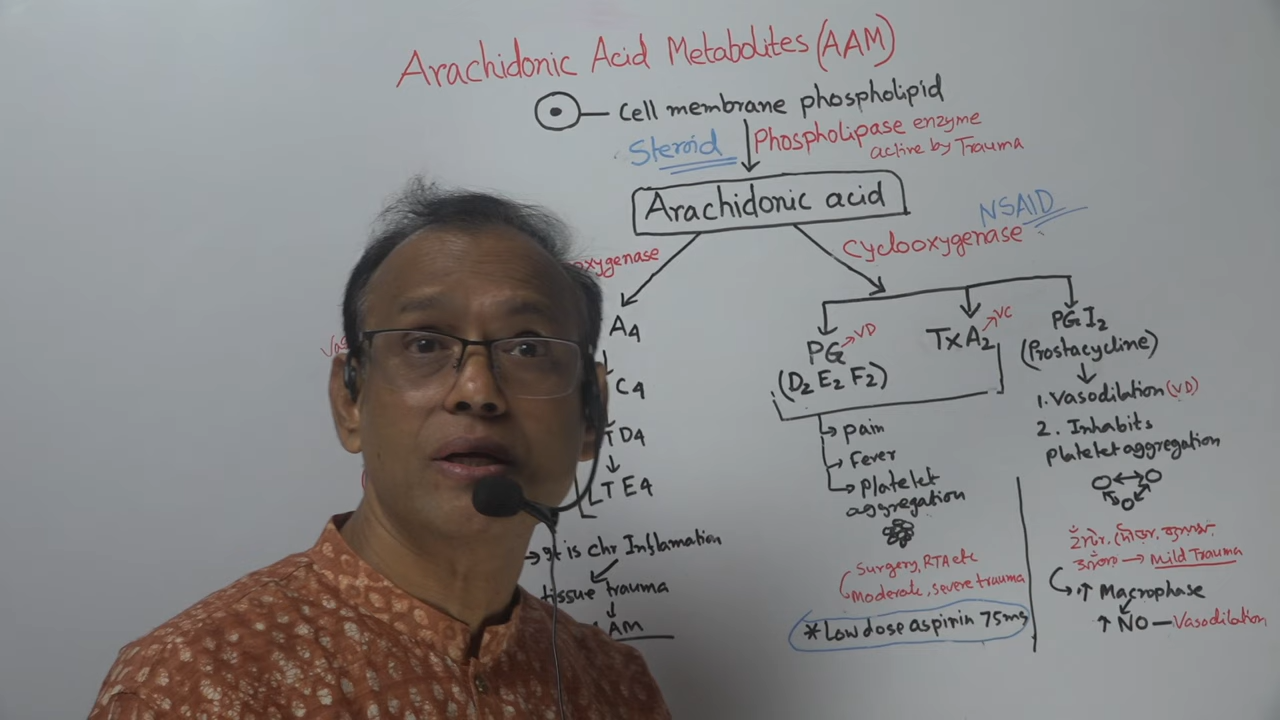 Arachidonic Acid Metabolites (AAM)
Cell membrane phospholipid
Steroid
Phospholipase enzyme
active by Trauma
Arachidonic acid
NSAID
oxygenase
Cyclooxygenase
A4
C4
TD4
LTE4
PG → VD
(D2 E2 F2)
TxA2 → VC
PGI2
(Prostacycline)
→ pain
→ Fever
→ platelet
aggregation
1. Vasodilation (VD)
2. Inhabits
platelet aggregation
→ It is chr Inflamation
tissue trauma
AAM
Surgery, RTA etc
Moderate, severe trauma
* Low dose aspirin 75mg
→ Mild Trauma
↑ Macrophase
↑ NO — Vasodilation